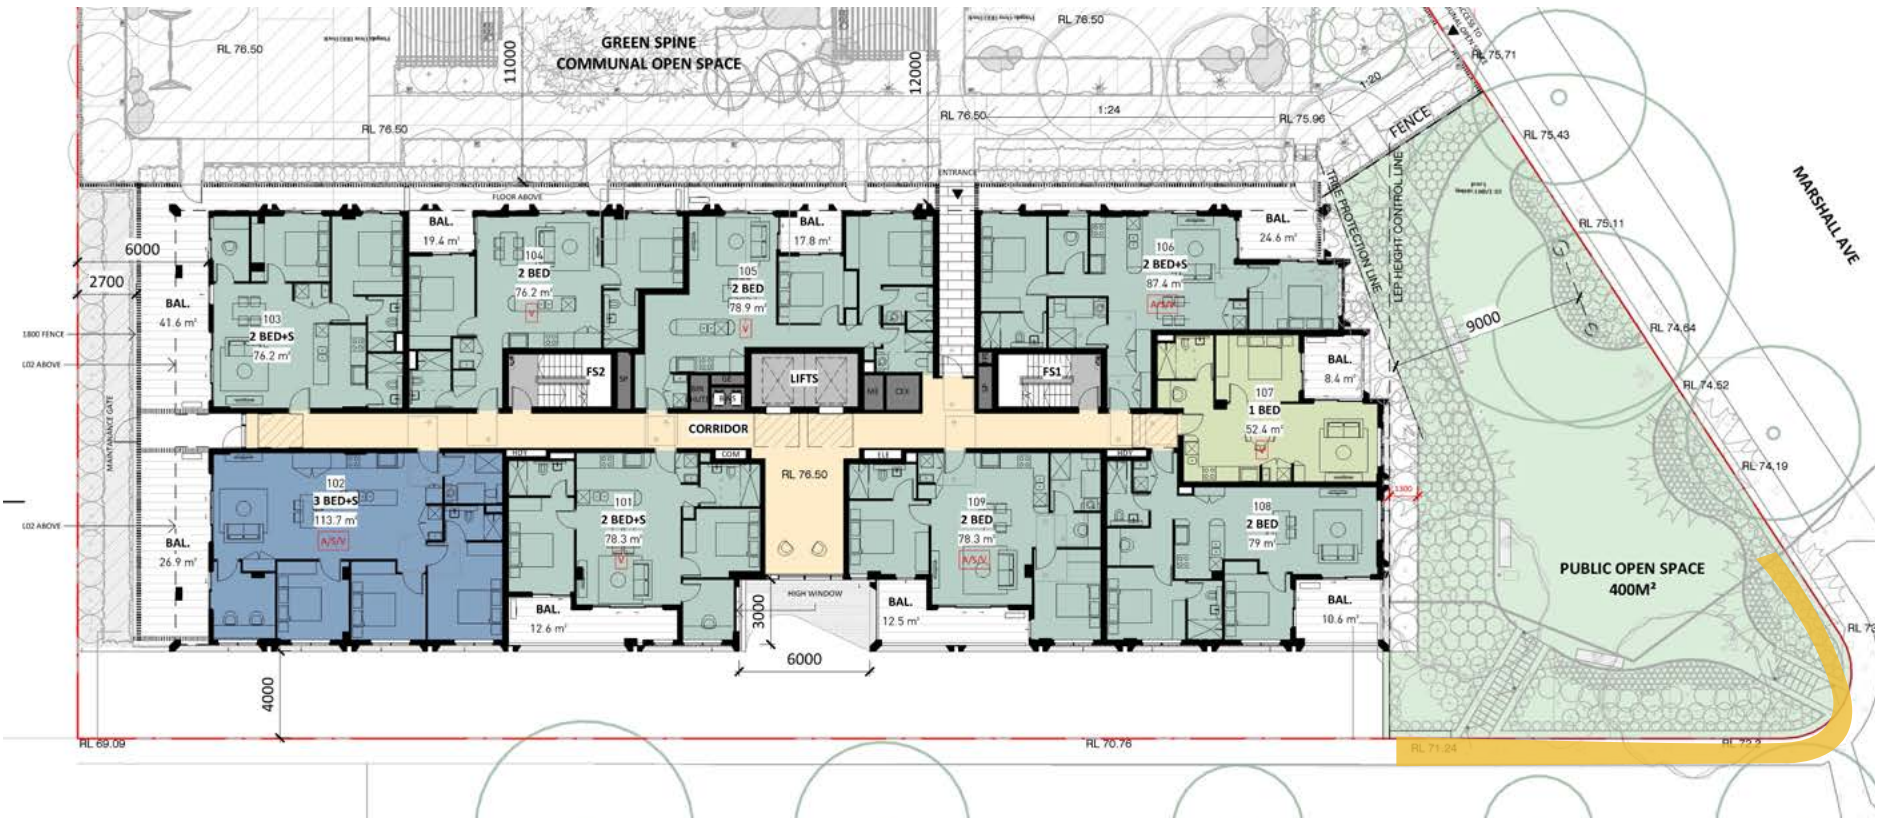 RL 76.50
GREEN SPINE
COMMUNAL OPEN SPACE
11000
12000
RL 76.50
RL 75.71
1:20
RL 76.50
RL 76.50
1:24
RL 75.96
FENCE
RL 75.43
MARSHALL AVE
ENTRANCE
FLOOR ABOVE
TREE PROTECTION LINE
LEP HEIGHT CONTROL LINE
RL 75.11
6000
2700
BAL.
41.6 m²
103
2 BED+S
76.2 m²
BAL.
19.4 m²
104
2 BED
76.2 m²
V
105
2 BED
78.9 m²
V
BAL.
17.8 m²
106
2 BED+S
87.4 m²
A/S/V
BAL.
24.6 m²
9000
RL 74.64
1800 FENCE
L02 ABOVE
FS2
SP
LIFTS
FS1
BAL.
8.4 m²
107
1 BED
52.4 m²
RL 74.52
MAINTANANCE GATE
CORRIDOR
RL 76.50
COM
ELE
RL 74.19
1300
L02 ABOVE
102
3 BED+S
113.7 m²
A/S/V
BAL.
26.9 m²
101
2 BED+S
78.3 m²
V
109
2 BED
78.3 m²
A/S/V
108
2 BED
79 m²
PUBLIC OPEN SPACE
400M²
BAL.
12.6 m²
HIGH WINDOW
3000
6000
BAL.
12.5 m²
BAL.
10.6 m²
4000
RL 69.09
RL 70.76
RL 71.24
RL 72.2